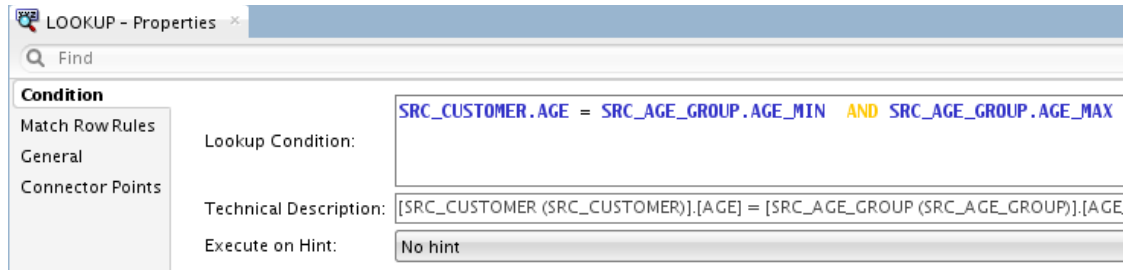 LOOKUP - Properties ×
Find
Condition
Match Row Rules
General
Connector Points
Lookup Condition:
SRC_CUSTOMER.AGE = SRC_AGE_GROUP.AGE_MIN AND SRC_AGE_GROUP.AGE_MAX
Technical Description:
[SRC_CUSTOMER (SRC_CUSTOMER)].[AGE] = [SRC_AGE_GROUP (SRC_AGE_GROUP)].[AGE_
Execute on Hint:
No hint